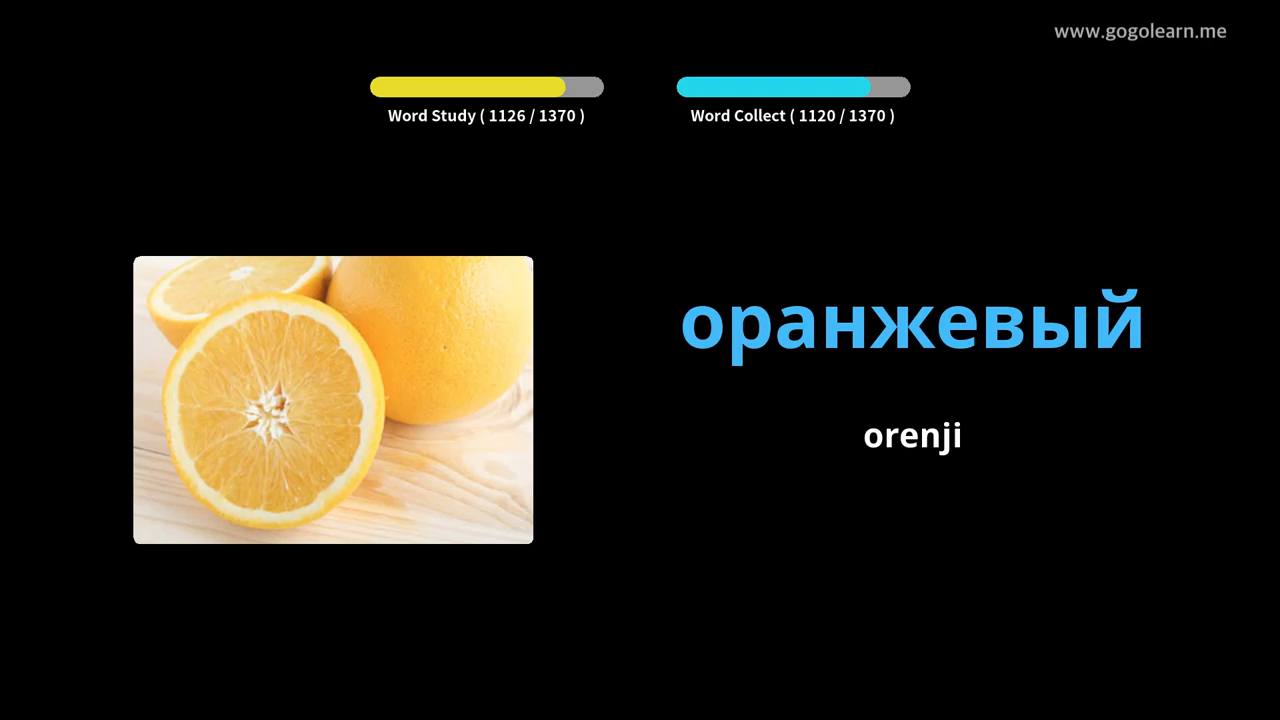 www.gogolearn.me
Word Study ( 1126 / 1370 )
Word Collect ( 1120 / 1370 )
оранжевый
orenji